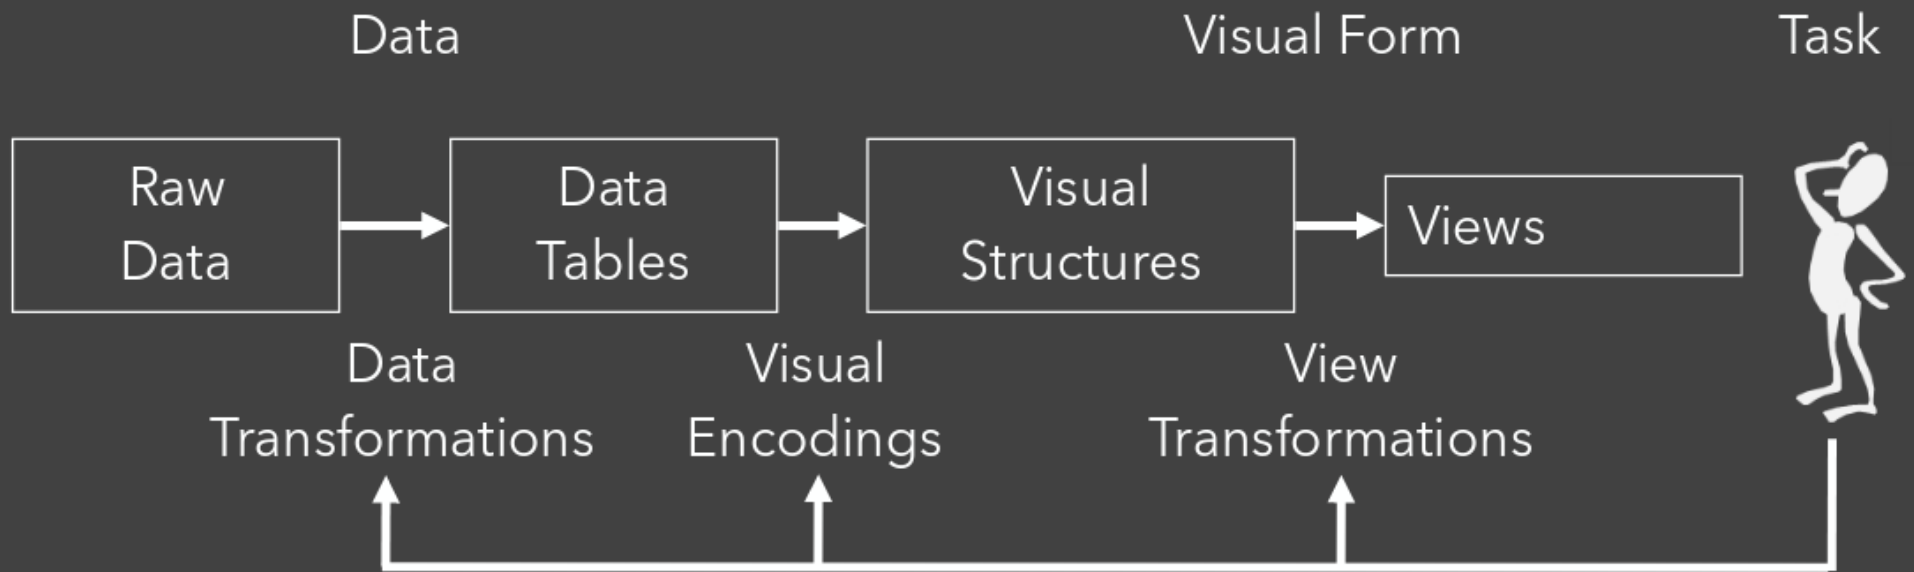 Data
Visual Form
Task
Raw
Data
Data
Tables
Visual
Structures
Views
Data
Transformations
Visual
Encodings
View
Transformations